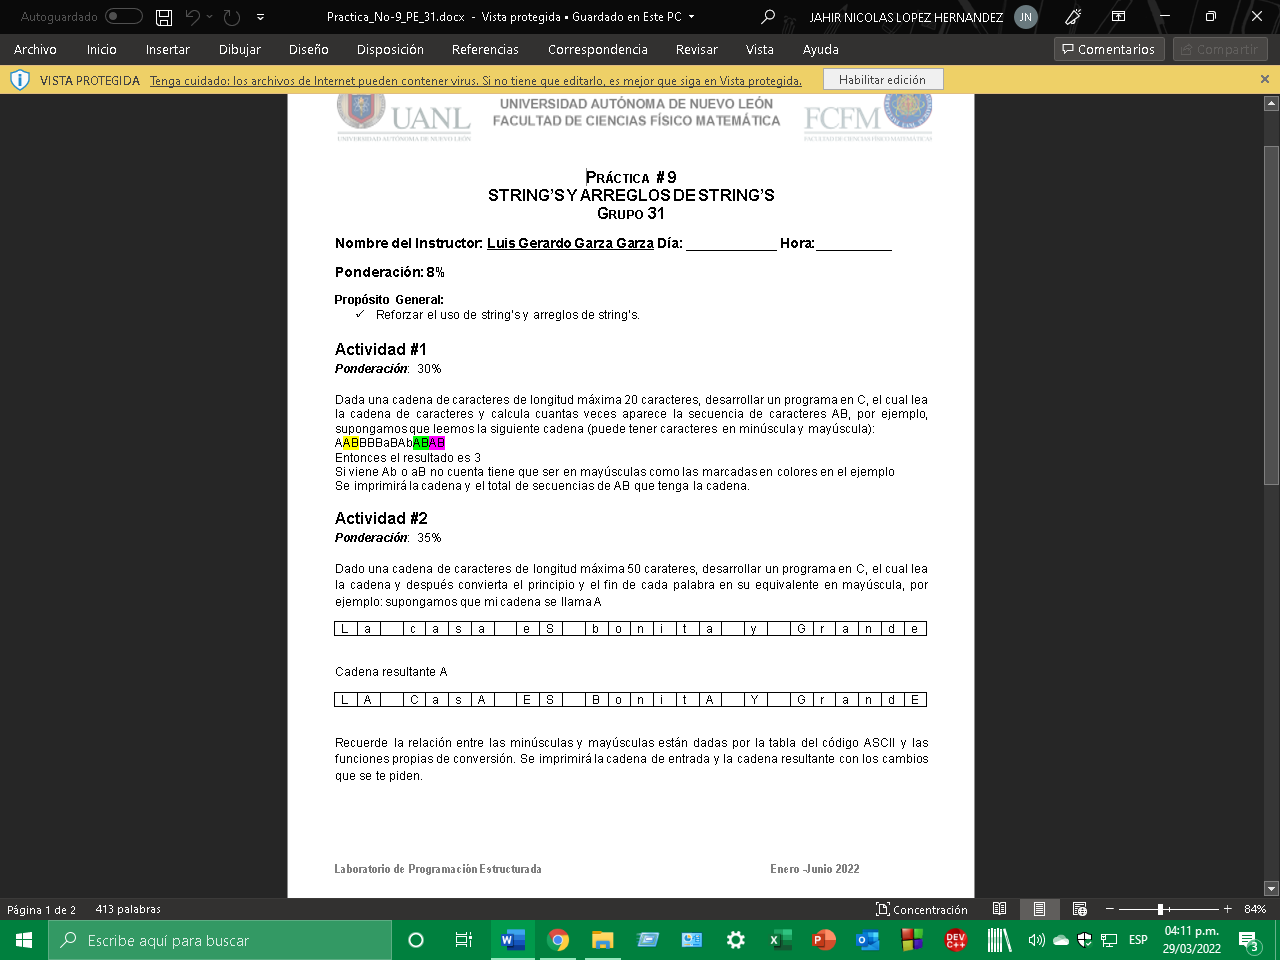 Autoguardado
Practica_No-9_PE_31.docx - Vista protegida • Guardado en Este PC
JAHIR NICOLAS LOPEZ HERNANDEZ
JN
Archivo Inicio Insertar Dibujar Diseño Disposición Referencias Correspondencia Revisar Vista Ayuda
Comentarios
Compartir
VISTA PROTEGIDA Tenga cuidado: los archivos de Internet pueden contener virus. Si no tiene que editarlo, es mejor que siga en Vista protegida.
Habilitar edición
UANL
UNIVERSIDAD AUTÓNOMA DE NUEVO LEÓN
UNIVERSIDAD AUTÓNOMA DE NUEVO LEÓN
FACULTAD DE CIENCIAS FÍSICO MATEMÁTICA
FCFM
FACULTAD DE CIENCIAS FÍSICO MATEMÁTICAS
PRÁCTICA # 9
STRING'S Y ARREGLOS DE STRING'S
GRUPO 31
Nombre del Instructor: Luis Gerardo Garza Garza Día: ____________ Hora:__________
Ponderación: 8%
Propósito General:
✓ Reforzar el uso de string's y arreglos de string's.
Actividad #1
Ponderación: 30%
Dada una cadena de caracteres de longitud máxima 20 caracteres, desarrollar un programa en C, el cual lea
la cadena de caracteres y calcula cuantas veces aparece la secuencia de caracteres AB, por ejemplo,
supongamos que leemos la siguiente cadena (puede tener caracteres en minúscula y mayúscula):
AABBBBaBAbABAB
Entonces el resultado es 3
Si viene Ab o aB no cuenta tiene que ser en mayúsculas como las marcadas en colores en el ejemplo
Se imprimirá la cadena y el total de secuencias de AB que tenga la cadena.
Actividad #2
Ponderación: 35%
Dado una cadena de caracteres de longitud máxima 50 carateres, desarrollar un programa en C, el cual lea
la cadena y después convierta el principio y el fin de cada palabra en su equivalente en mayúscula, por
ejemplo: supongamos que mi cadena se llama A
L a c a s a e S b o n i t a y G r a n d e
Cadena resultante A
L A C a s A E S B o n i t A Y G r a n d E
Recuerde la relación entre las minúsculas y mayúsculas están dadas por la tabla del código ASCII y las
funciones propias de conversión. Se imprimirá la cadena de entrada y la cadena resultante con los cambios
que se te piden.
Laboratorio de Programación Estructurada
Enero -Junio 2022
Página 1 de 2
413 palabras
Concentración
84%
Escribe aquí para buscar
DEV C++
ESP
04:11 p.m.
29/03/2022
3